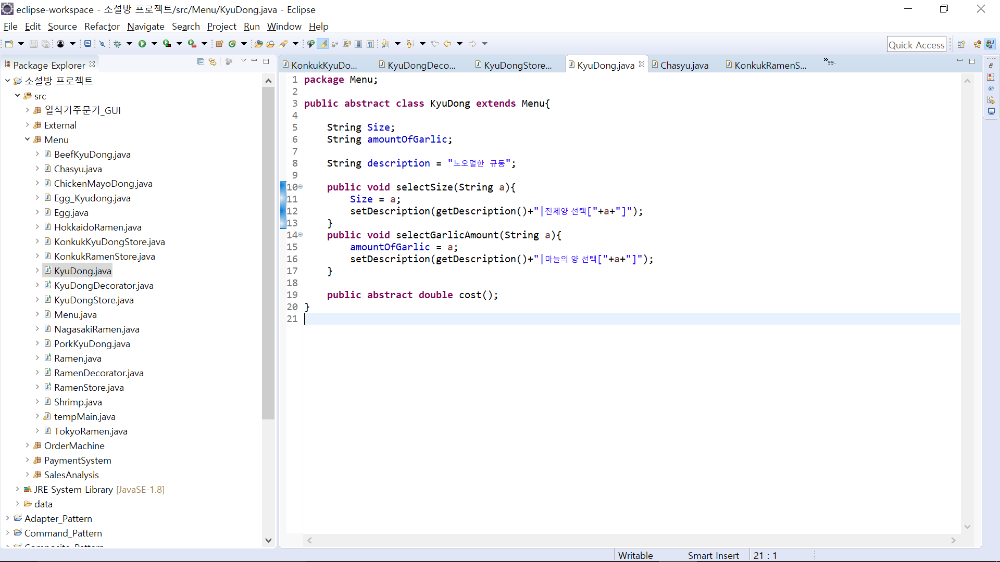 eclipse-workspace - 소설방 프로젝트/src/Menu/KyuDong.java - Eclipse
File Edit Source Refactor Navigate Search Project Run Window Help
Quick Access
Package Explorer
소설방 프로젝트
src
일식기주문기_GUI
External
Menu
BeefKyuDong.java
Chasyu.java
ChickenMayoDong.java
Egg_Kyudong.java
Egg.java
HokkaidoRamen.java
KonkukKyuDongStore.java
KonkukRamenStore.java
KyuDong.java
KyuDongDecorator.java
KyuDongStore.java
Menu.java
NagasakiRamen.java
PorkKyuDong.java
Ramen.java
RamenDecorator.java
RamenStore.java
Shrimp.java
tempMain.java
TokyoRamen.java
OrderMachine
PaymentSystem
SalesAnalysis
JRE System Library [JavaSE-1.8]
data
Adapter_Pattern
Command_Pattern
KonkukKyuDo... KyuDongDeco... KyuDongStore... KyuDong.java Chasyu.java KonkukRamenS... »99+
1 package Menu;
2
3 public abstract class KyuDong extends Menu{
4
5     String Size;
6     String amountOfGarlic;
7
8     String description = "노오멀한 규동";
9
10     public void selectSize(String a){
11         Size = a;
12         setDescription(getDescription()+"|전체양 선택["+a+"]");
13     }
14     public void selectGarlicAmount(String a){
15         amountOfGarlic = a;
16         setDescription(getDescription()+"|마늘의 양 선택["+a+"]");
17     }
18
19     public abstract double cost();
20 }
21
Writable Smart Insert 21 : 1